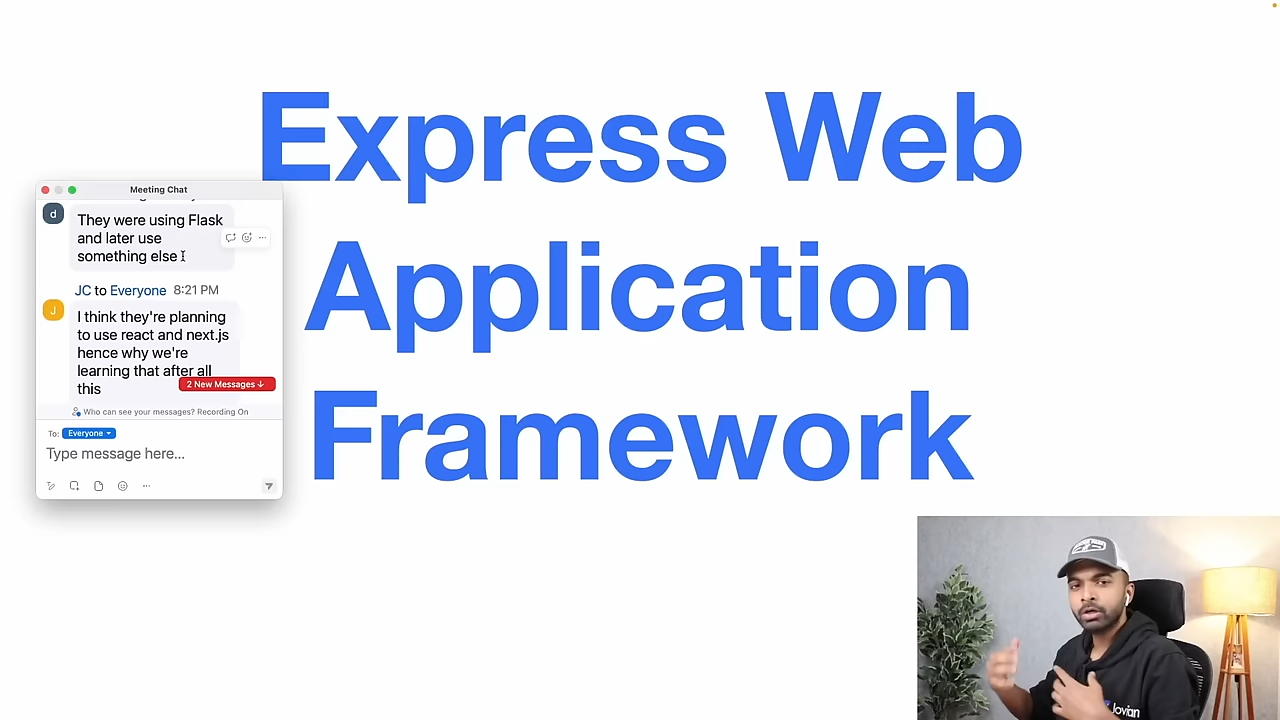 Express Web
Application
Framework
Meeting Chat
d
They were using Flask
and later use
something else
JC to Everyone 8:21 PM
J
I think they're planning
to use react and next.js
hence why we're
learning that after all
this
2 New Messages ↓
Who can see your messages? Recording On
To: Everyone
Type message here...
Jovian